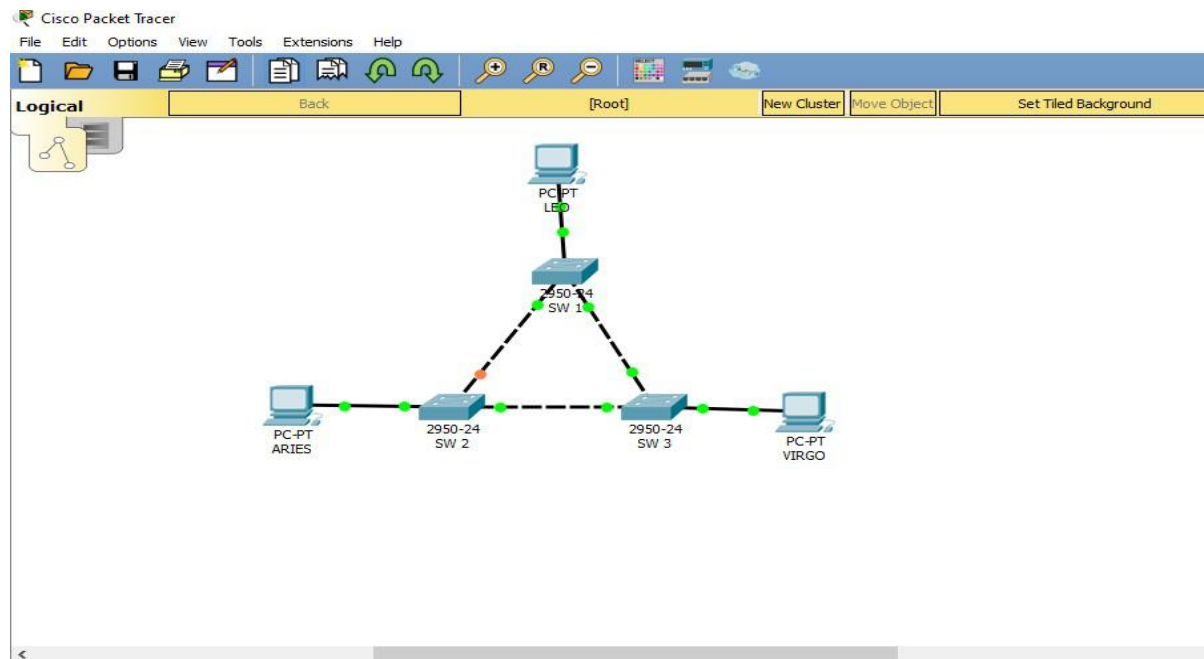 Cisco Packet Tracer
File Edit Options View Tools Extensions Help
Logical Back [Root] New Cluster Move Object Set Tiled Background
PC-PT
LEO
2950-24
SW 1
PC-PT
ARIES
2950-24
SW 2
2950-24
SW 3
PC-PT
VIRGO